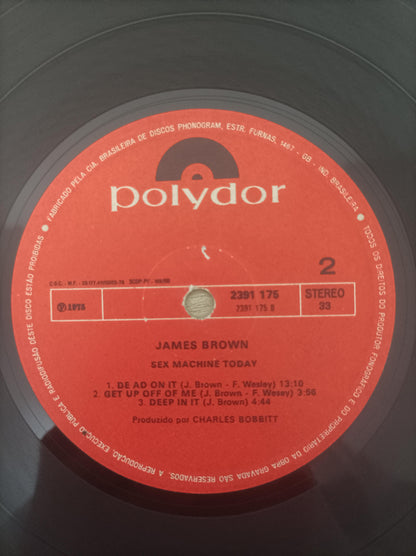 FABRICADO PELA CIA. BRASILEIRA DE DISCOS PHONOGRAM, ESTR. FURNAS, 1487 - GB - IND. BRASILEIRA
TODOS OS DIREITOS DO PRODUTOR FONOGRÁFICO E DO PROPRIETÁRIO DA OBRA GRAVADA SÃO RESERVADOS. A REPRODUÇÃO, EXECUÇÃO PÚBLICA E RADIODIFUSÃO DESTE DISCO ESTÃO PROIBIDAS
polydor
2
2391 175
2391 175 B
STEREO
33
℗ 1975
JAMES BROWN
SEX MACHINE TODAY
1. DE AD ON IT (J. Brown - F. Wesley) 13:10
2. GET UP OFF OF ME (J. Brown - F. Wesley) 3:56
3. DEEP IN IT (J. Brown) 4:44
Produzido por CHARLES BOBBITT